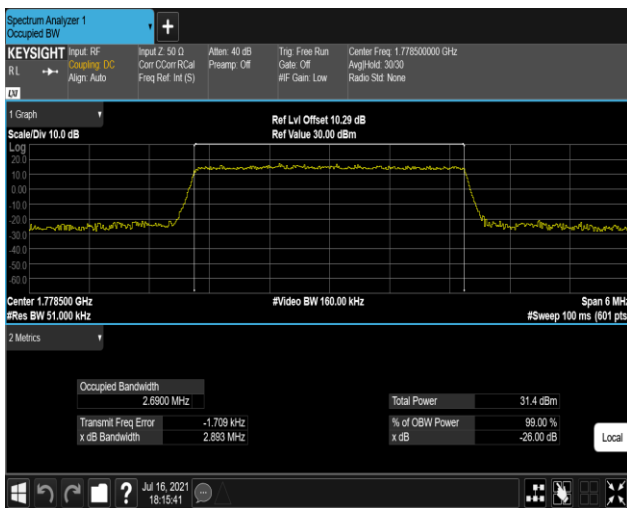 Spectrum Analyzer 1
Occupied BW
KEYSIGHT
RL
LXI
Input: RF
Coupling: DC
Align: Auto
Input Z: 50 Ω
Corr CCorr RCal
Freq Ref: Int (S)
Atten: 40 dB
Preamp: Off
Trig: Free Run
Gate: Off
#IF Gain: Low
Center Freq: 1.778500000 GHz
Avg|Hold: 30/30
Radio Std: None
1 Graph
Scale/Div 10.0 dB
Ref Lvl Offset 10.29 dB
Ref Value 30.00 dBm
Log
20.0
10.0
0.00
-10.0
-20.0
-30.0
-40.0
-50.0
-60.0
Center 1.778500 GHz
#Res BW 51.000 kHz
#Video BW 160.00 kHz
Span 6 MHz
#Sweep 100 ms (601 pts
2 Metrics
Occupied Bandwidth
2.6900 MHz
Transmit Freq Error -1.709 kHz
x dB Bandwidth 2.893 MHz
Total Power 31.4 dBm
% of OBW Power 99.00 %
x dB -26.00 dB
Local
?
Jul 16, 2021
18:15:41